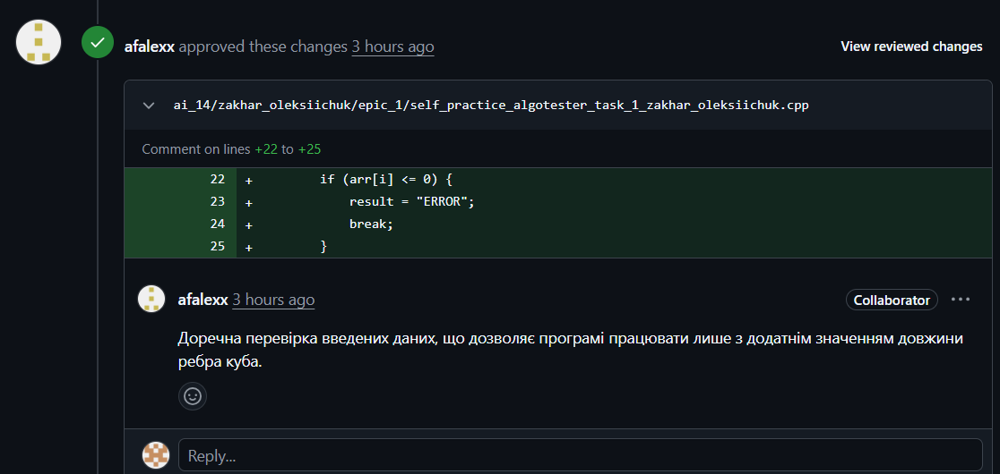 afalexx approved these changes 3 hours ago
View reviewed changes
ai_14/zakhar_oleksiichuk/epic_1/self_practice_algotester_task_1_zakhar_oleksiichuk.cpp
Comment on lines +22 to +25
22 + if (arr[i] <= 0) {
23 + result = "ERROR";
24 + break;
25 + }
afalexx 3 hours ago
Collaborator
Доречна перевірка введених даних, що дозволяє програмі працювати лише з додатнім значенням довжини
ребра куба.
Reply...